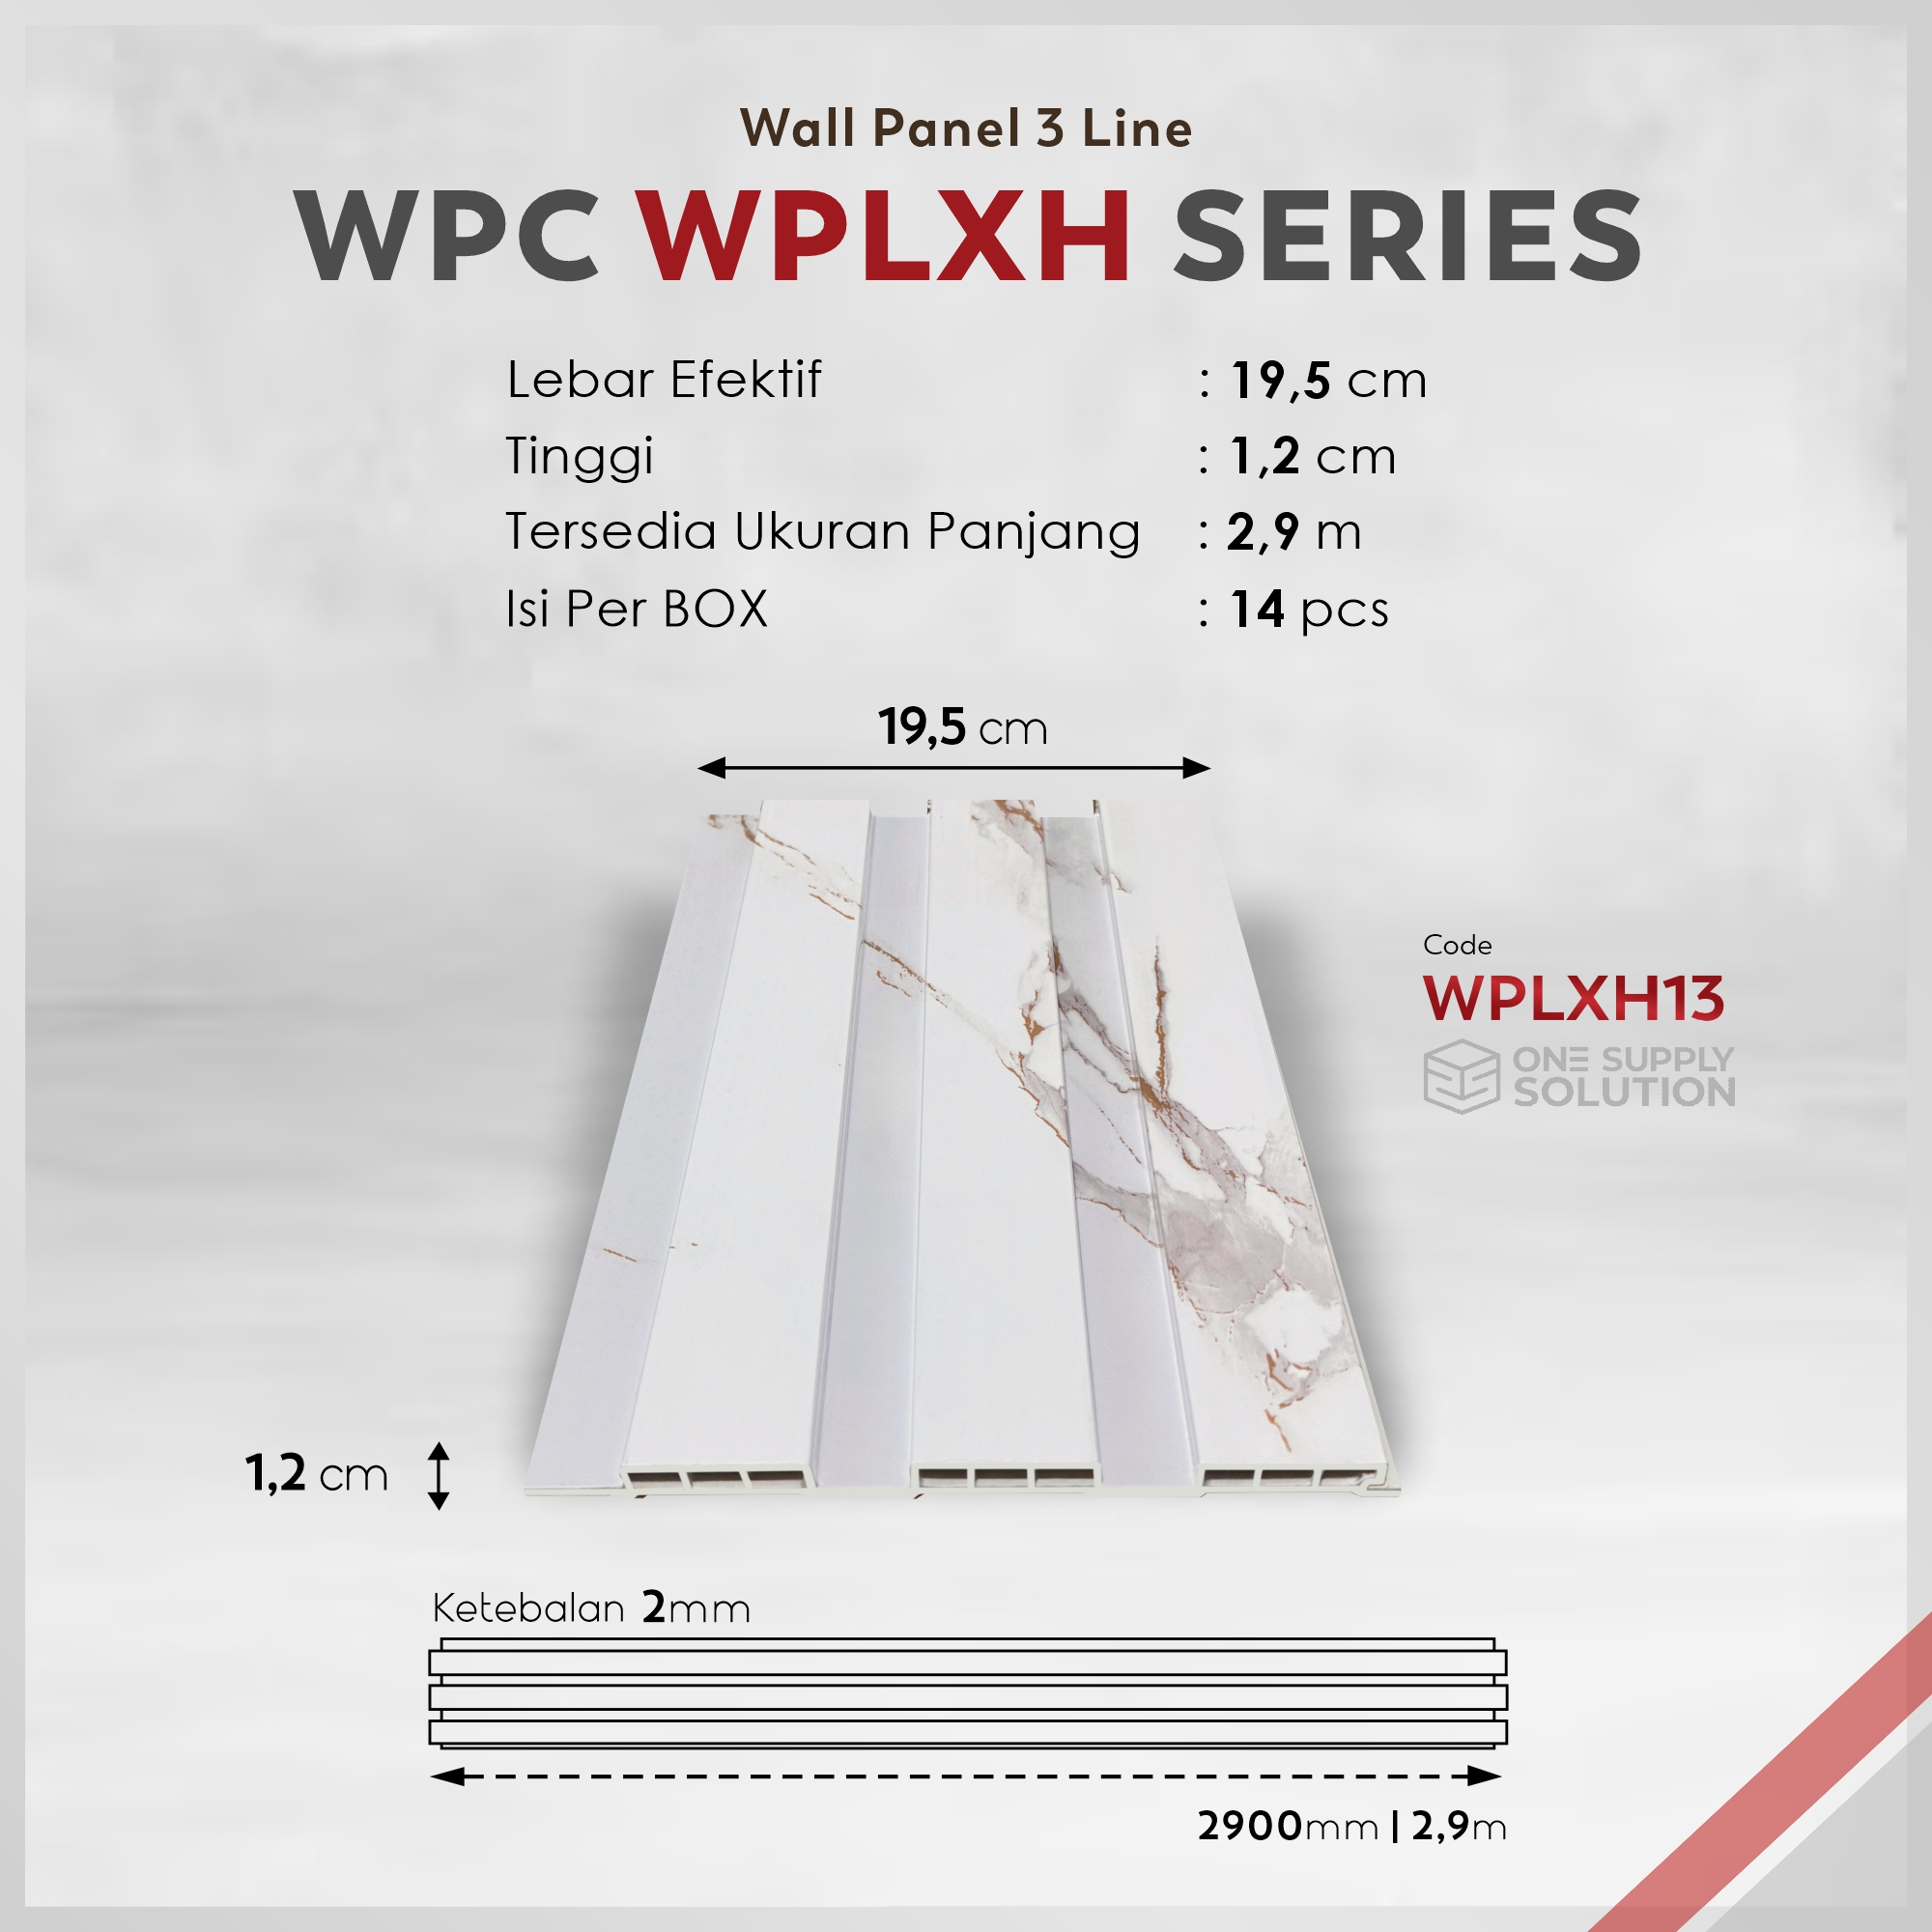 Wall Panel 3 Line
WPC WPLXH SERIES
Lebar Efektif : 19,5 cm
Tinggi : 1,2 cm
Tersedia Ukuran Panjang : 2,9 m
Isi Per BOX : 14 pcs
19,5 cm
Code
WPLXH13
ONE SUPPLY
SOLUTION
1,2 cm
Ketebalan 2mm
2900mm | 2,9m